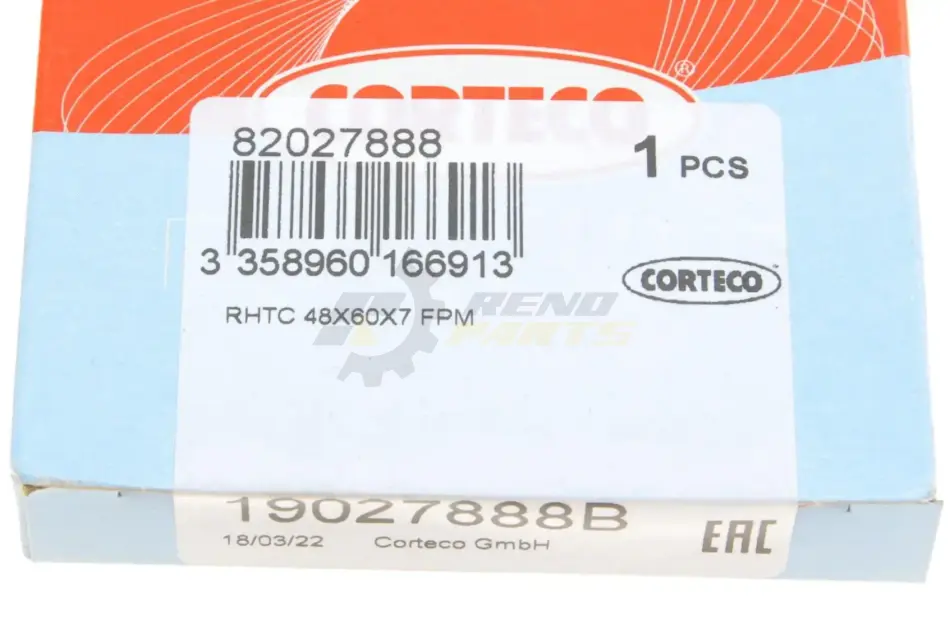 CORTECO ®
82027888
1 PCS
3 358960 166913
CORTECO
RHTC 48X60X7 FPM
RENO
PARTS
19027888B
18/03/22 Corteco GmbH
EAC